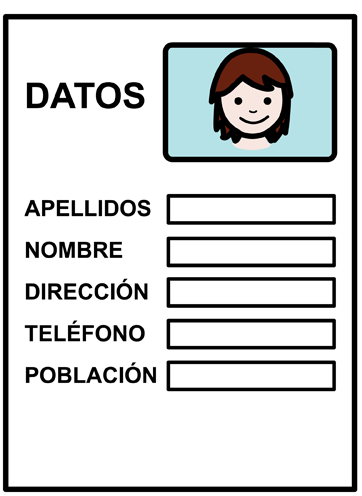 DATOS
APELLIDOS
NOMBRE
DIRECCIÓN
TELÉFONO
POBLACIÓN